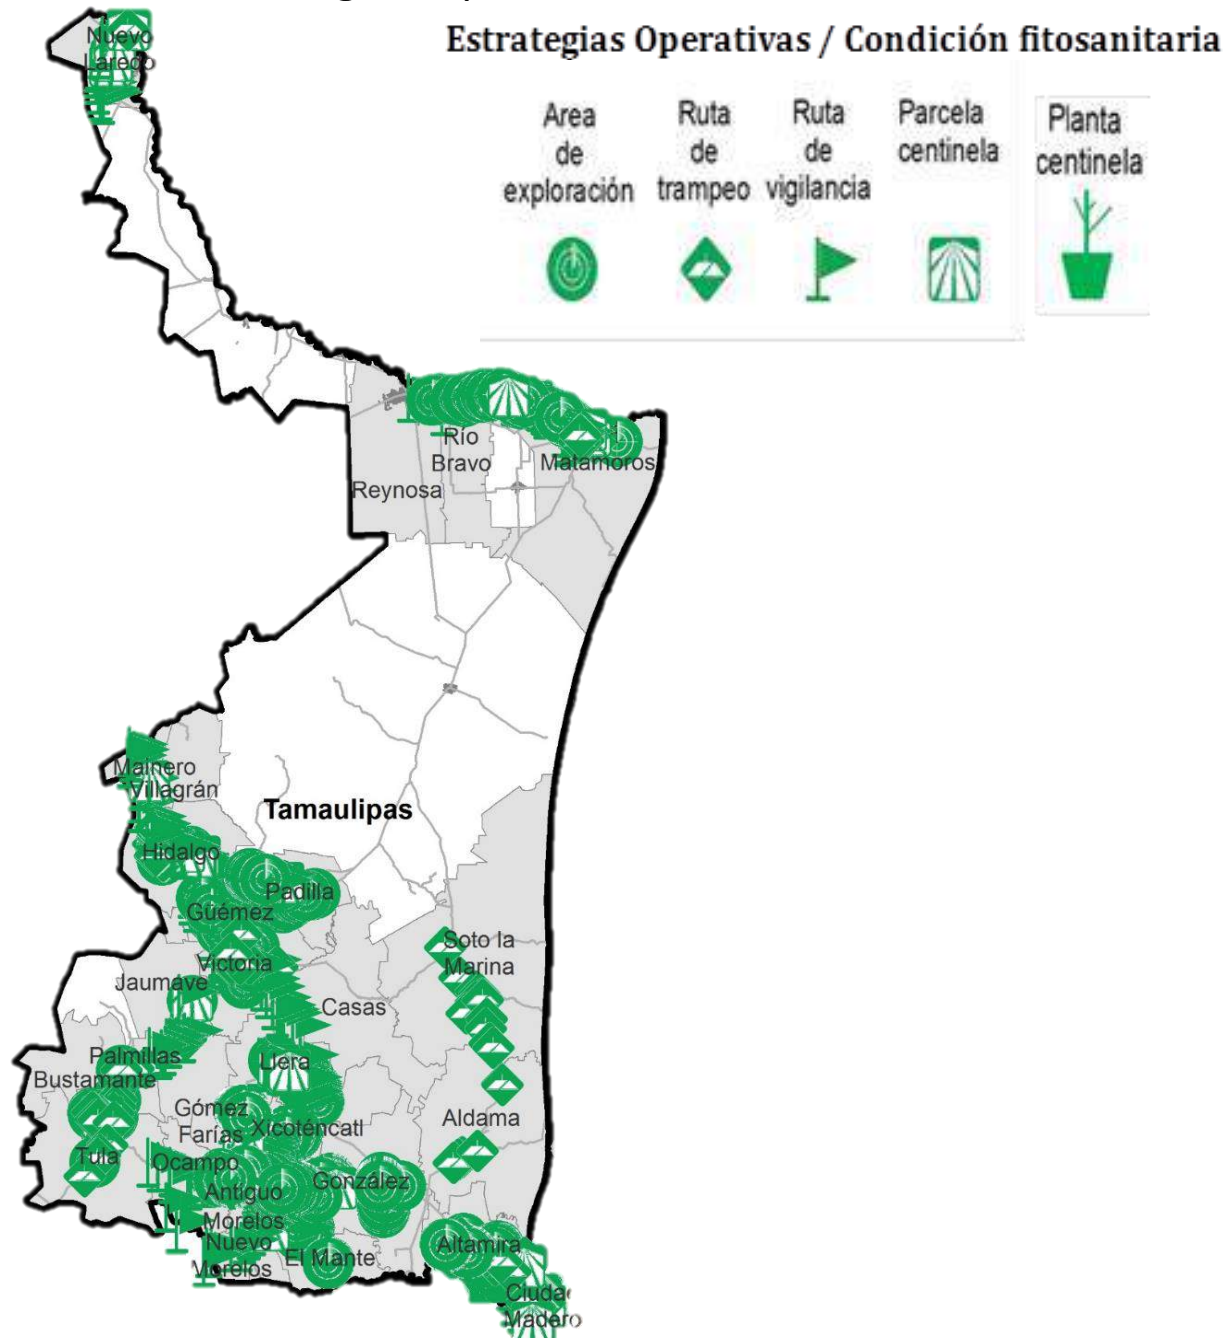 Estrategias Operativas / Condición fitosanitaria
Area
de
exploración
Ruta
de
trampeo
Ruta
de
vigilancia
Parcela
centinela
Planta
centinela
Nuevo
Laredo
Río
Bravo
Matamoros
Reynosa
Mainero
Villagrán
Tamaulipas
Hidalgo
Padilla
Güémez
Soto la
Marina
Victoria
Jaumave
Casas
Palmillas
Llera
Bustamante
Gómez
Farías
Xicoténcatl
Aldama
Tula
Ocampo
González
Antiguo
Morelos
Nuevo
Morelos
El Mante
Altamira
Ciudad
Madero